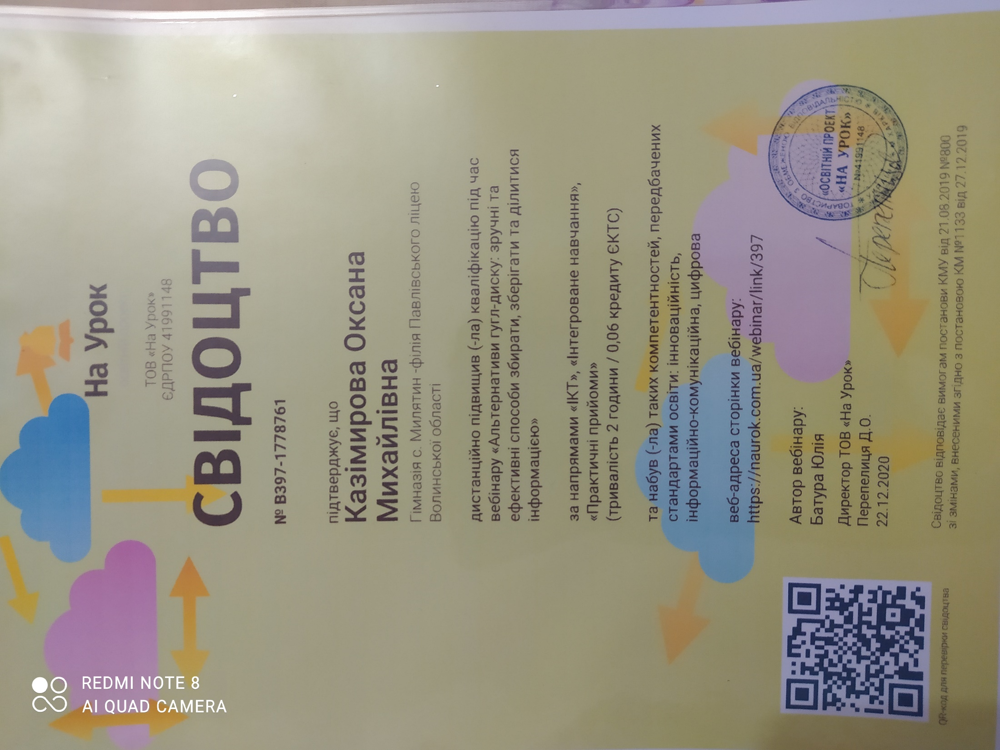 На Урок
ТОВ «На Урок»
ЄДРПОУ 41991148
СВІДОЦТВО
№ В397-1778761
підтверджує, що
Казімирова Оксана
Михайлівна
Гімназія с. Милятин -філія Павлівського ліцею
Волинської області
дистанційно підвищив (-ла) кваліфікацію під час
вебінару «Альтернативи гугл-диску: зручні та
ефективні способи збирати, зберігати та ділитися
інформацією»
за напрямами «ІКТ», «Інтегроване навчання»,
«Практичні прийоми»
(тривалість 2 години / 0,06 кредиту ЄКТС)
та набув (-ла) таких компетентностей, передбачених
стандартами освіти: інноваційність,
інформаційно-комунікаційна, цифрова
веб-адреса сторінки вебінару:
https://naurok.com.ua/webinar/link/397
Автор вебінару:
Батура Юлія
Директор ТОВ «На Урок»
Перепелиця Д.О.
22.12.2020
ТОВАРИСТВО З ОБМЕЖЕНОЮ ВІДПОВІДАЛЬНІСТЮ
«ОСВІТНІЙ ПРОЕКТ
«НА УРОК»
№41991148
Свідоцтво відповідає вимогам постанови КМУ від 21.08.2019 №800
зі змінами, внесеними згідно з постановою КМ №1133 від 27.12.2019
QR-код для перевірки свідоцтва
REDMI NOTE 8
AI QUAD CAMERA